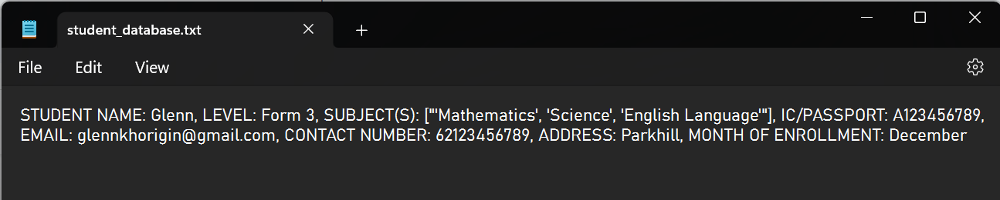 student_database.txt
File Edit View
STUDENT NAME: Glenn, LEVEL: Form 3, SUBJECT(S): ["'Mathematics', 'Science', 'English Language'"], IC/PASSPORT: A123456789,
EMAIL: glennkhorigin@gmail.com, CONTACT NUMBER: 62123456789, ADDRESS: Parkhill, MONTH OF ENROLLMENT: December